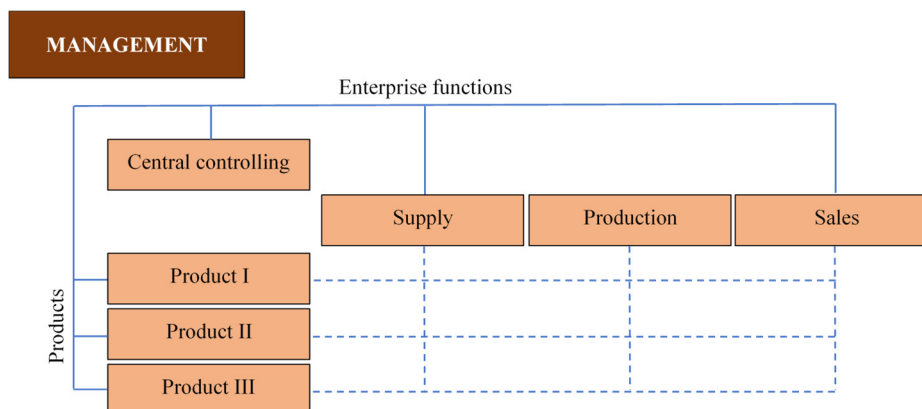 MANAGEMENT
Enterprise functions
Central controlling
Supply
Production
Sales
Products
Product I
Product II
Product III